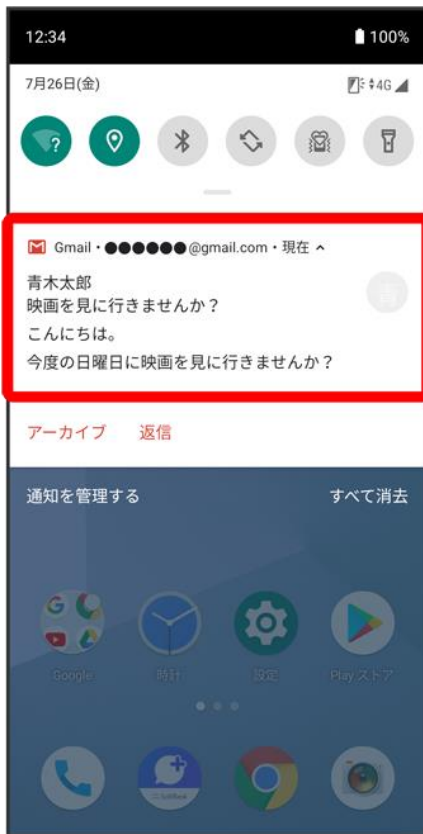 12:34 100%
7月26日(金) 4G
?
Gmail・●●●●●●@gmail.com・現在
青木太郎
映画を見に行きませんか？
こんにちは。
今度の日曜日に映画を見に行きませんか？
青
アーカイブ 返信
通知を管理する すべて消去
Google 時計 設定 Play ストア
SoftBank